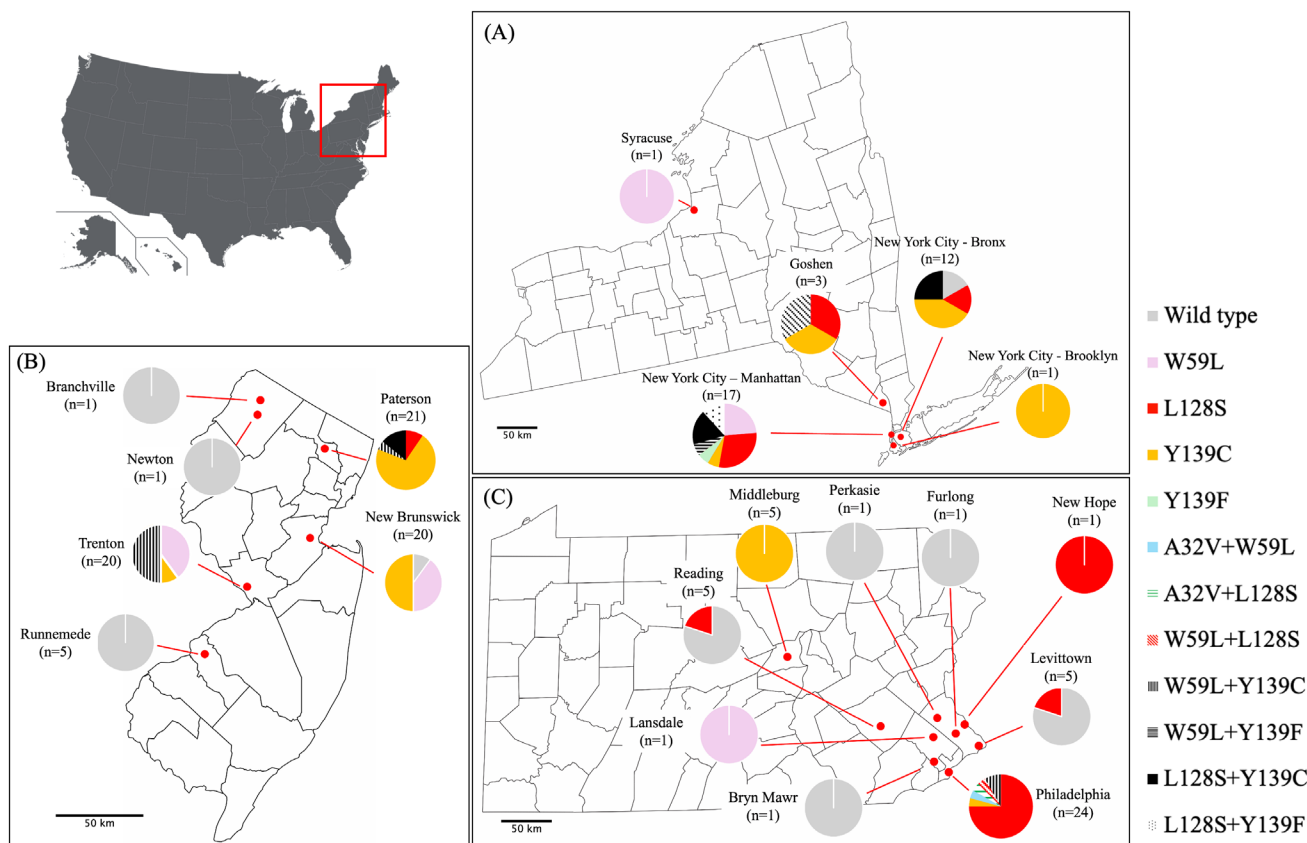 (A)
Syracuse
(n=1)
New York City - Bronx
(n=12)
Goshen
(n=3)
New York City - Brooklyn
(n=1)
New York City – Manhattan
(n=17)
50 km
(B)
Branchville
(n=1)
Paterson
(n=21)
Newton
(n=1)
New Brunswick
(n=20)
Trenton
(n=20)
Runnemede
(n=5)
50 km
(C)
Middleburg
(n=5)
Perkasie
(n=1)
Furlong
(n=1)
New Hope
(n=1)
Reading
(n=5)
Levittown
(n=5)
Lansdale
(n=1)
Bryn Mawr
(n=1)
Philadelphia
(n=24)
50 km
Wild type
W59L
L128S
Y139C
Y139F
A32V+W59L
A32V+L128S
W59L+L128S
W59L+Y139C
W59L+Y139F
L128S+Y139C
L128S+Y139F